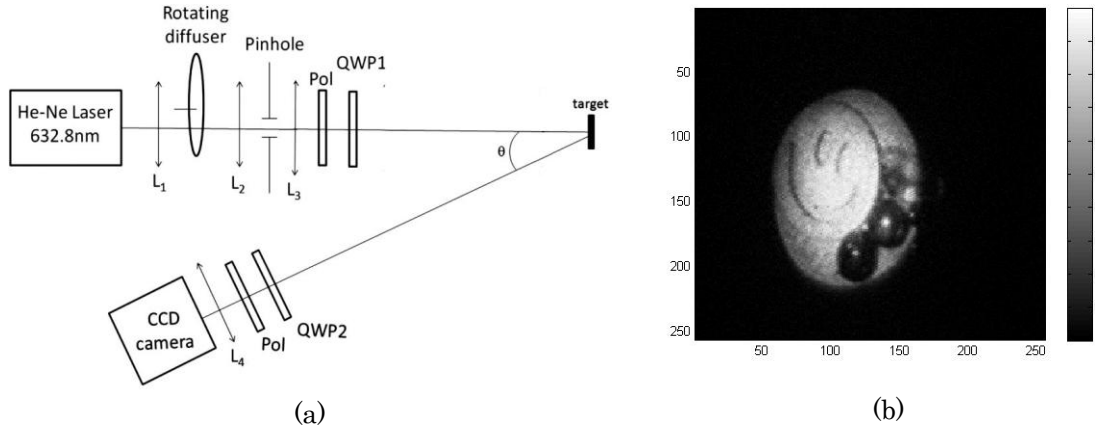 Rotating
diffuser
Pinhole
Pol
QWP1
He-Ne Laser
632.8nm
target
θ
L1
L2
L3
CCD
camera
L4
Pol
QWP2
(a)
50
100
150
200
250
50
100
150
200
250
(b)